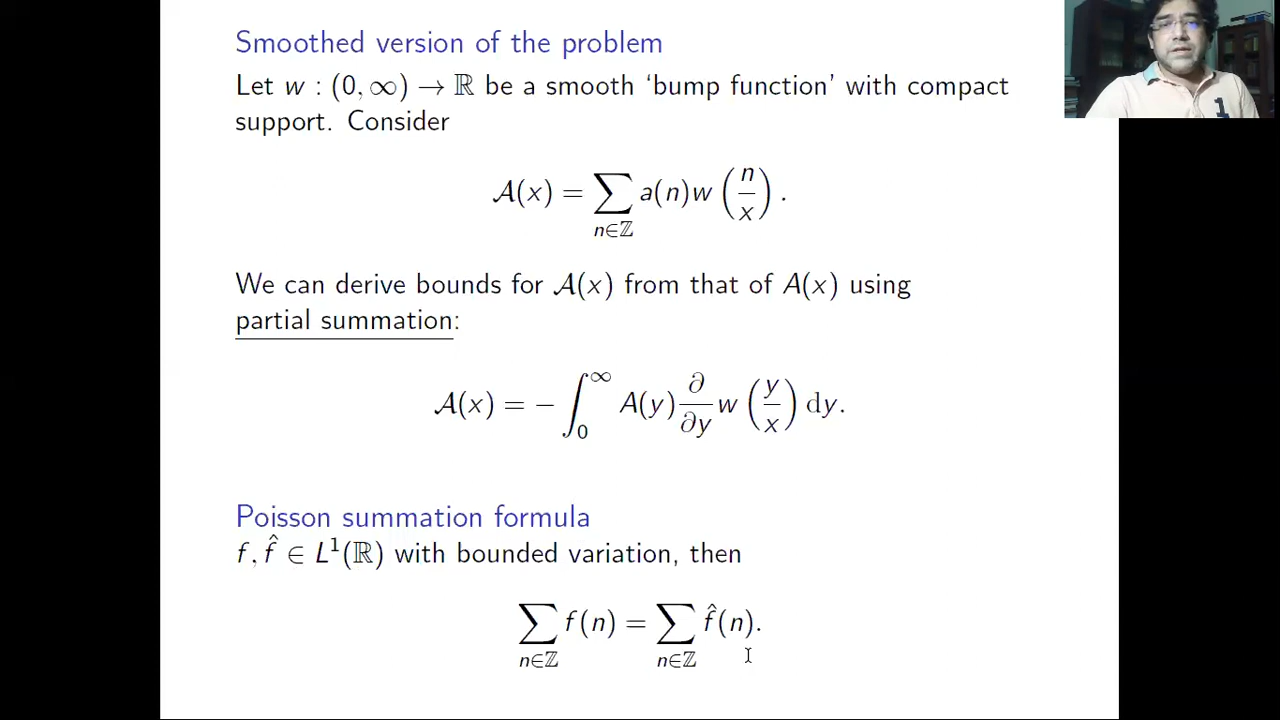 Smoothed version of the problem
Let w : (0, ∞) → ℝ be a smooth ‘bump function’ with compact
support. Consider
𝒜(x) = ∑_{n∈ℤ} a(n)w (n/x) .
We can derive bounds for 𝒜(x) from that of A(x) using
partial summation:
𝒜(x) = − ∫_0^∞ A(y) ∂/∂y w (y/x) dy.
Poisson summation formula
f, f̂ ∈ L¹(ℝ) with bounded variation, then
∑_{n∈ℤ} f(n) = ∑_{n∈ℤ} f̂(n).